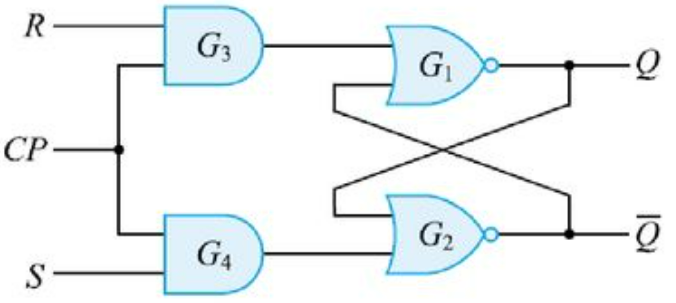 R G₃ G₁ Q
CP
S G₄ G₂ Q̅